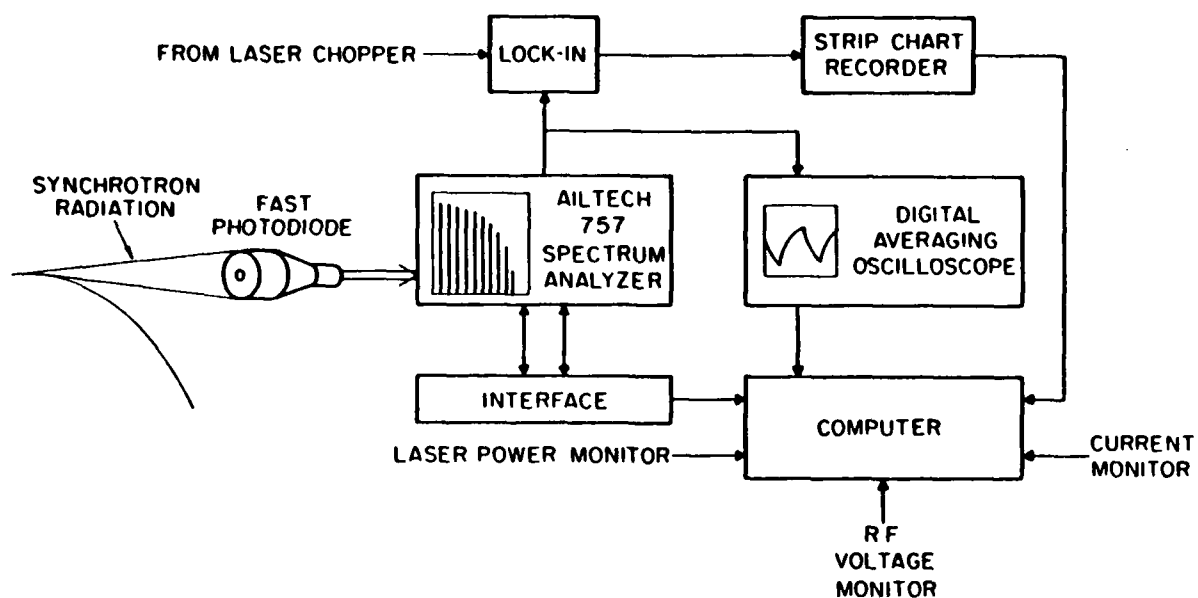 FROM LASER CHOPPER
LOCK-IN
STRIP CHART
RECORDER
SYNCHROTRON
RADIATION
FAST
PHOTODIODE
AILTECH
757
SPECTRUM
ANALYZER
DIGITAL
AVERAGING
OSCILLOSCOPE
INTERFACE
COMPUTER
LASER POWER MONITOR
CURRENT
MONITOR
RF
VOLTAGE
MONITOR